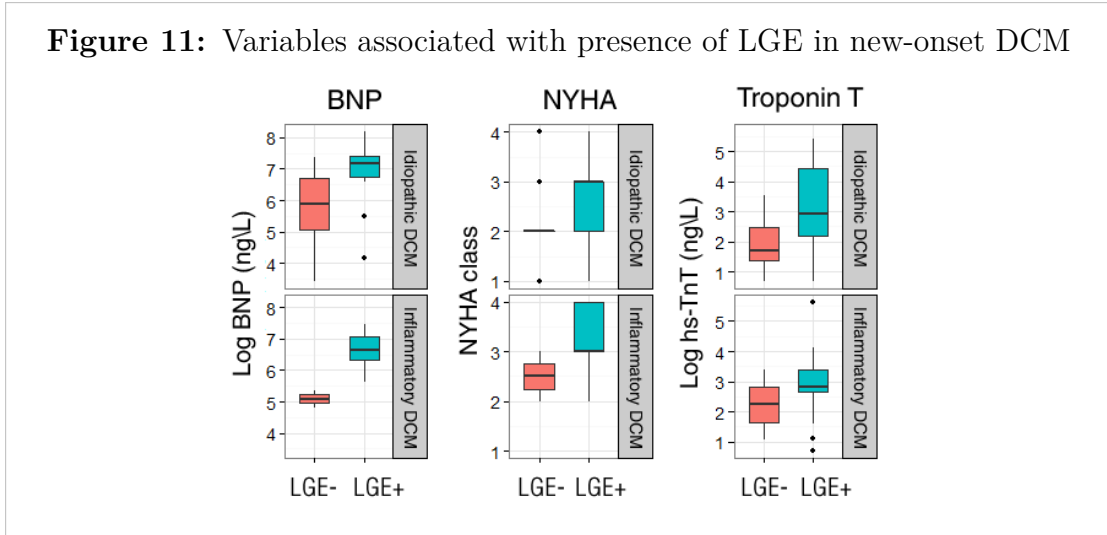 Figure 11: Variables associated with presence of LGE in new-onset DCM
BNP
NYHA
Troponin T
Log BNP (ng\L)
8
7
6
5
4
Idiopathic DCM
8
7
6
5
4
Inflammatory DCM
LGE- LGE+
NYHA class
4
3
2
1
Idiopathic DCM
4
3
2
1
Inflammatory DCM
LGE- LGE+
Log hs-TnT (ng\L)
5
4
3
2
1
Idiopathic DCM
5
4
3
2
1
Inflammatory DCM
LGE- LGE+